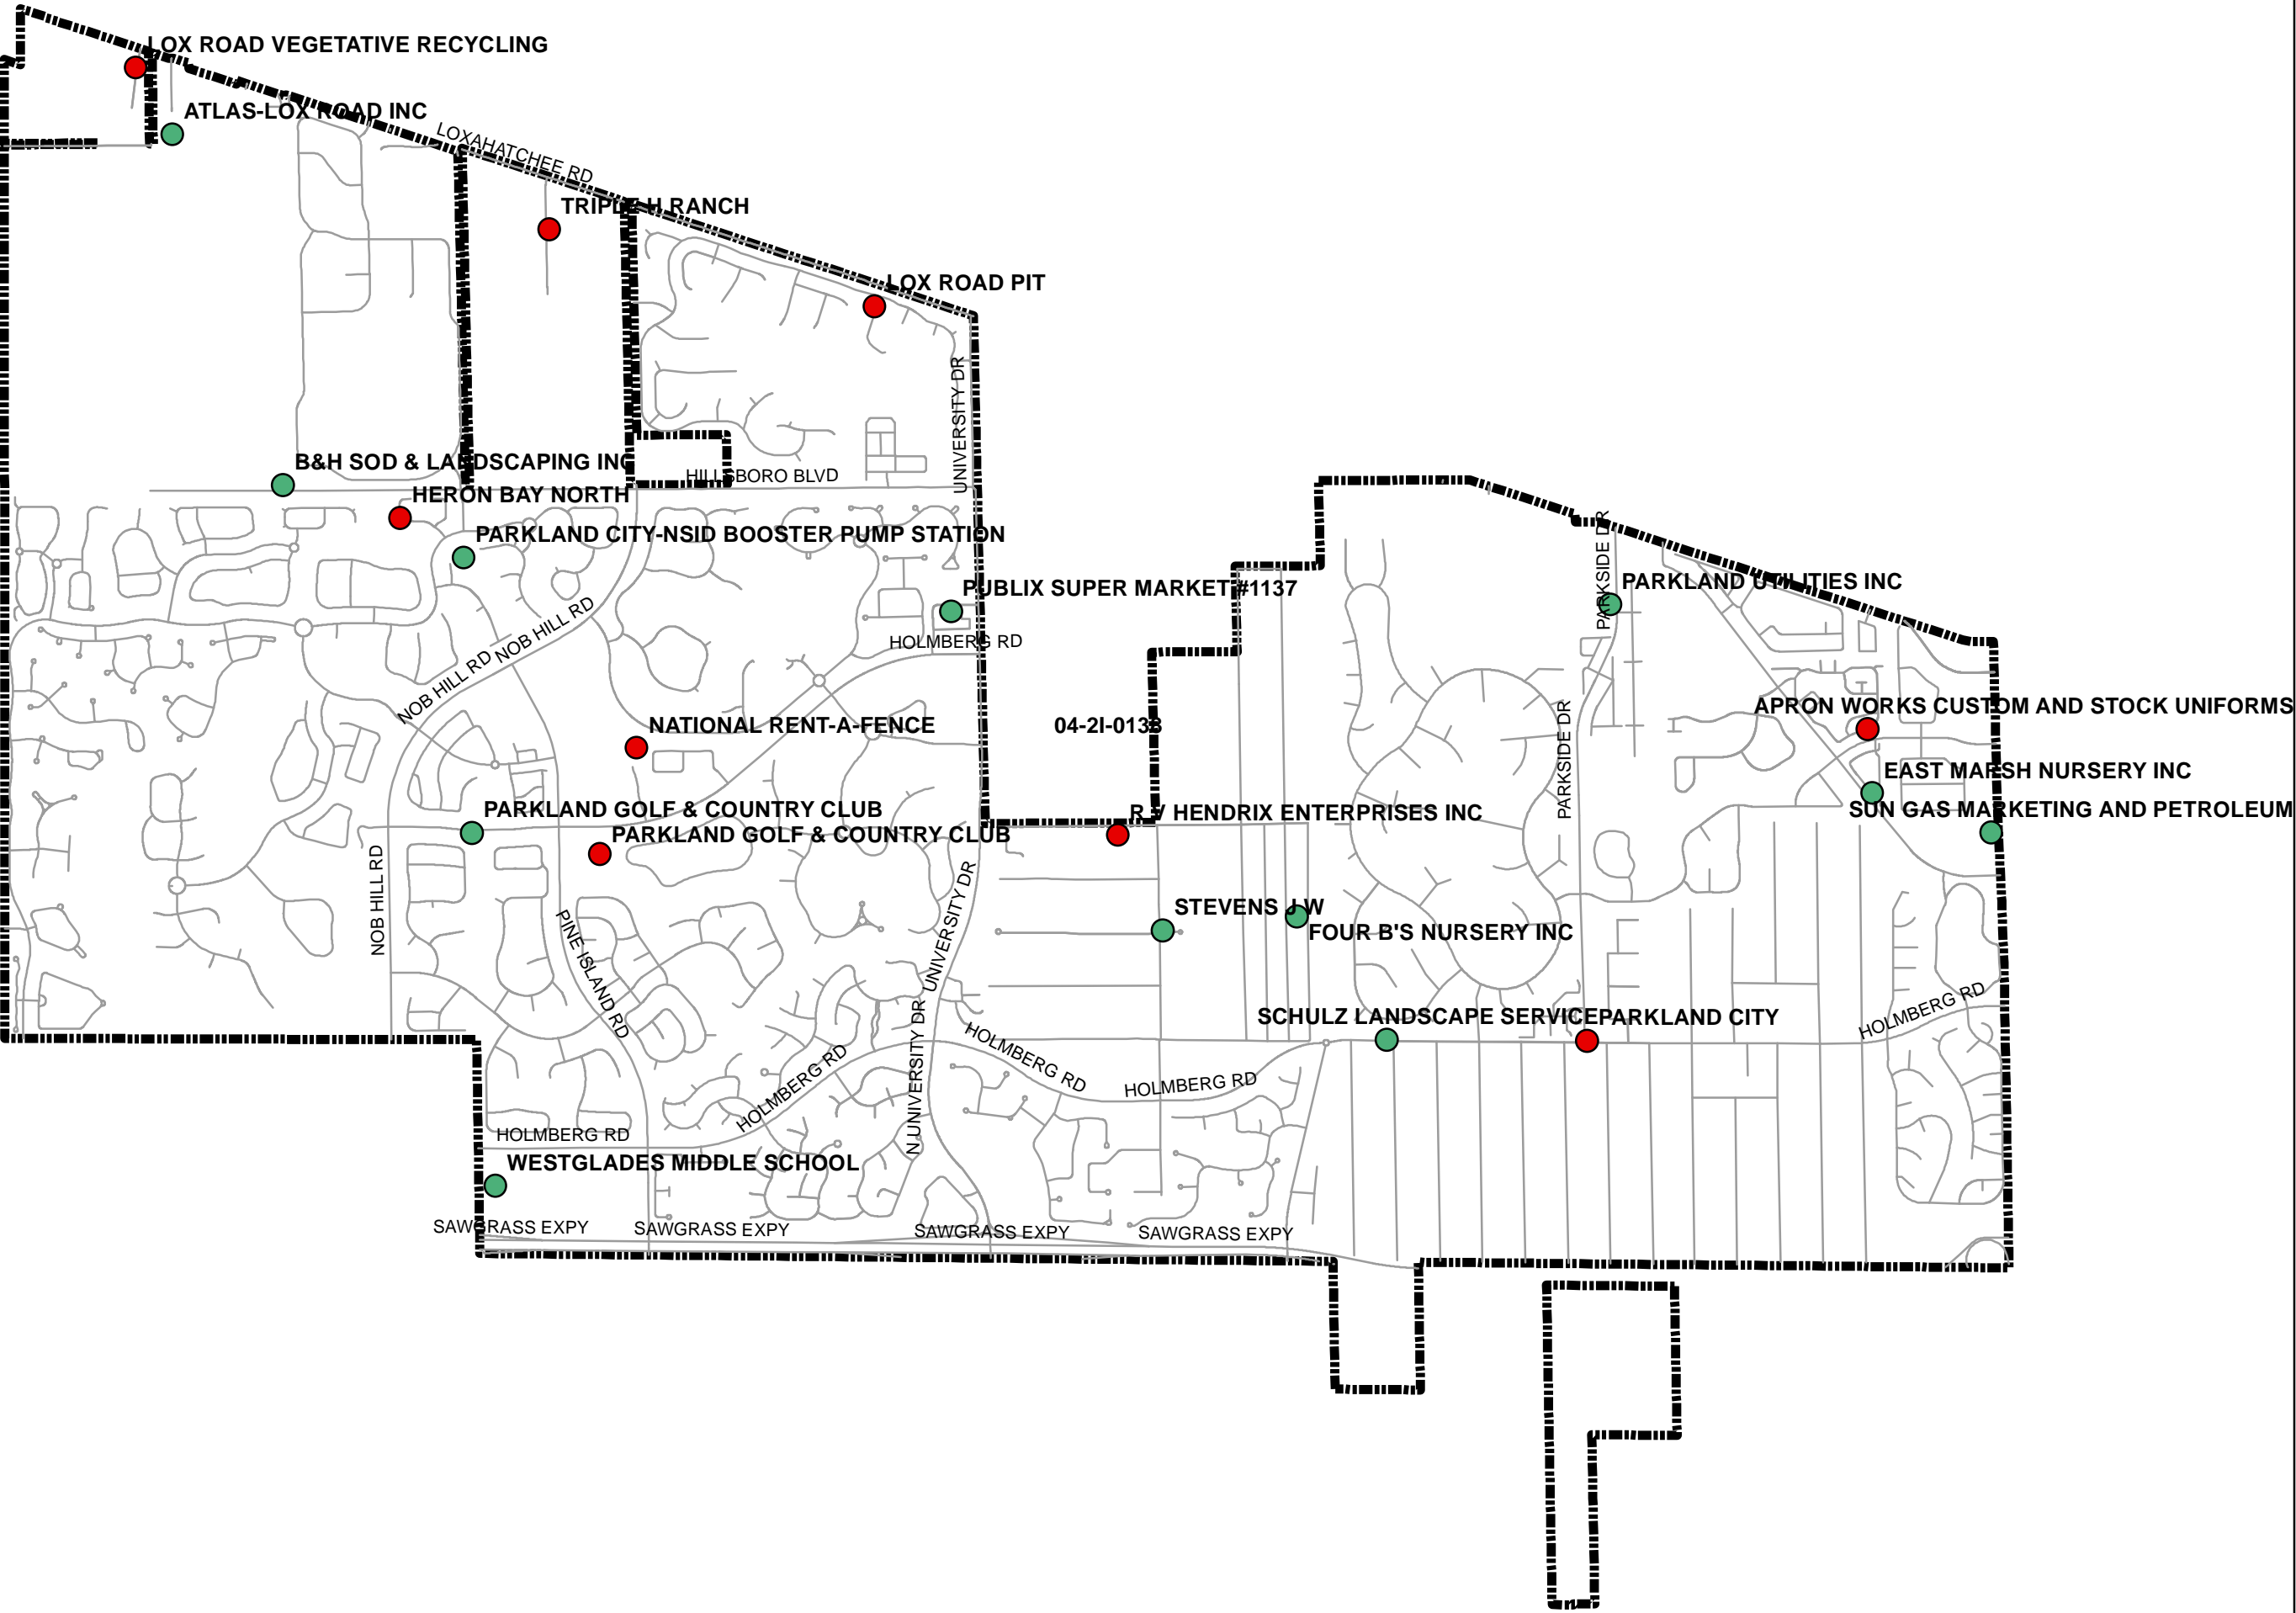 LOX ROAD VEGETATIVE RECYCLING
ATLAS-LOX ROAD INC
LOXAHATCHEE RD
TRIPLE H RANCH
LOX ROAD PIT
UNIVERSITY DR
B&H SOD & LANDSCAPING INC
HILLSBORO BLVD
HERON BAY NORTH
PARKLAND CITY-NSID BOOSTER PUMP STATION
PARKSIDE DR
PARKLAND UTILITIES INC
PUBLIX SUPER MARKET #1137
HOLMBERG RD
NOB HILL RD
NOB HILL RD
NATIONAL RENT-A-FENCE
04-2I-0138
PARKSIDE DR
APRON WORKS CUSTOM AND STOCK UNIFORMS
EAST MARSH NURSERY INC
SUN GAS MARKETING AND PETROLEUM
PARKLAND GOLF & COUNTRY CLUB
PARKLAND GOLF & COUNTRY CLUB
R V HENDRIX ENTERPRISES INC
NOB HILL RD
PINE ISLAND RD
UNIVERSITY DR
STEVENS J W
FOUR B'S NURSERY INC
SCHULZ LANDSCAPE SERVICE
PARKLAND CITY
HOLMBERG RD
N UNIVERSITY DR
HOLMBERG RD
HOLMBERG RD
HOLMBERG RD
HOLMBERG RD
WESTGLADES MIDDLE SCHOOL
SAWGRASS EXPY
SAWGRASS EXPY
SAWGRASS EXPY
SAWGRASS EXPY